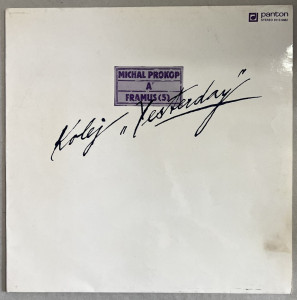 panton
MICHAL PROKOP
A
FRAMUS (5)
Kolej „Yesterday“